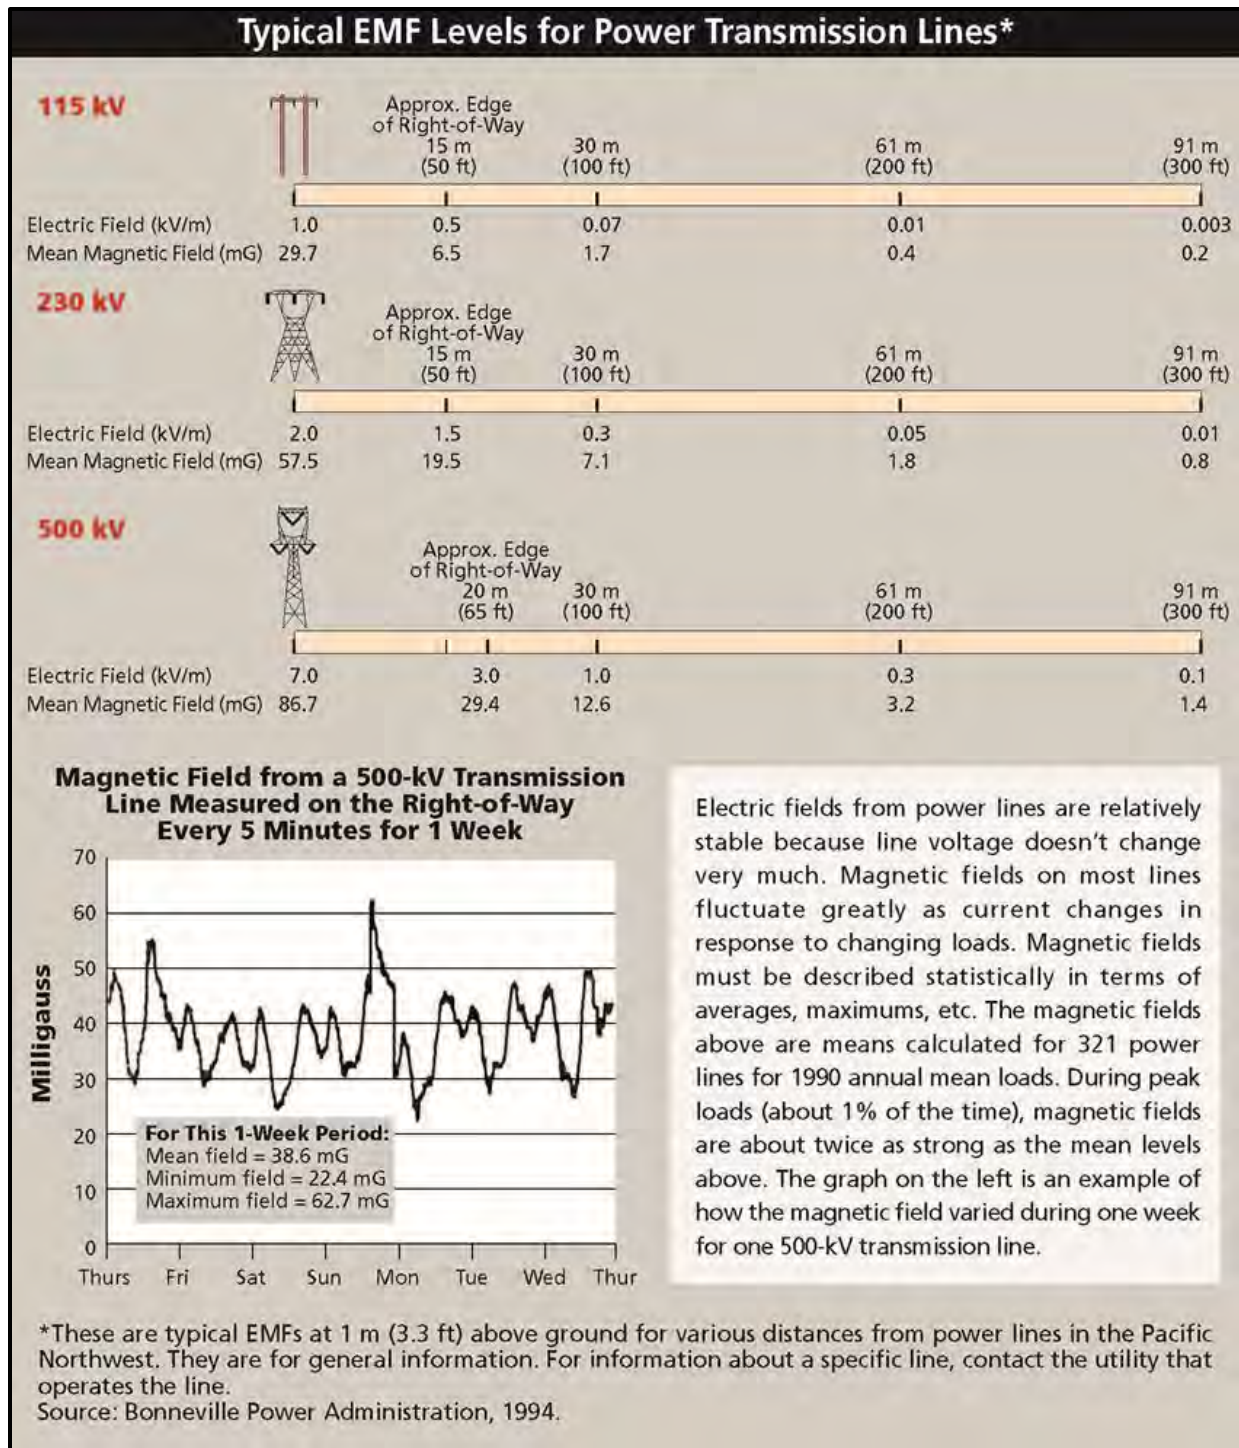 Typical EMF Levels for Power Transmission Lines*
115 kV
Approx. Edge
of Right-of-Way
15 m 30 m 61 m 91 m
(50 ft) (100 ft) (200 ft) (300 ft)
Electric Field (kV/m) 1.0 0.5 0.07 0.01 0.003
Mean Magnetic Field (mG) 29.7 6.5 1.7 0.4 0.2
230 kV
Approx. Edge
of Right-of-Way
15 m 30 m 61 m 91 m
(50 ft) (100 ft) (200 ft) (300 ft)
Electric Field (kV/m) 2.0 1.5 0.3 0.05 0.01
Mean Magnetic Field (mG) 57.5 19.5 7.1 1.8 0.8
500 kV
Approx. Edge
of Right-of-Way
20 m 30 m 61 m 91 m
(65 ft) (100 ft) (200 ft) (300 ft)
Electric Field (kV/m) 7.0 3.0 1.0 0.3 0.1
Mean Magnetic Field (mG) 86.7 29.4 12.6 3.2 1.4
Magnetic Field from a 500-kV Transmission
Line Measured on the Right-of-Way
Every 5 Minutes for 1 Week
Milligauss
70
60
50
40
30
20
10
0
For This 1-Week Period:
Mean field = 38.6 mG
Minimum field = 22.4 mG
Maximum field = 62.7 mG
Thurs Fri Sat Sun Mon Tue Wed Thur
Electric fields from power lines are relatively
stable because line voltage doesn't change
very much. Magnetic fields on most lines
fluctuate greatly as current changes in
response to changing loads. Magnetic fields
must be described statistically in terms of
averages, maximums, etc. The magnetic fields
above are means calculated for 321 power
lines for 1990 annual mean loads. During peak
loads (about 1% of the time), magnetic fields
are about twice as strong as the mean levels
above. The graph on the left is an example of
how the magnetic field varied during one week
for one 500-kV transmission line.
*These are typical EMFs at 1 m (3.3 ft) above ground for various distances from power lines in the Pacific
Northwest. They are for general information. For information about a specific line, contact the utility that
operates the line.
Source: Bonneville Power Administration, 1994.